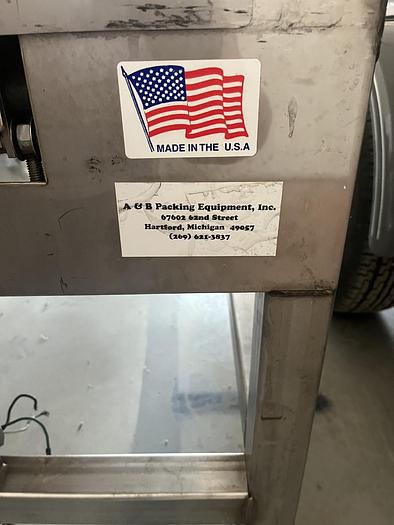 MADE IN THE U.S.A
A & B Packing Equipment, Inc.
67602 62nd Street
Hartford, Michigan 49057
(269) 621-3837